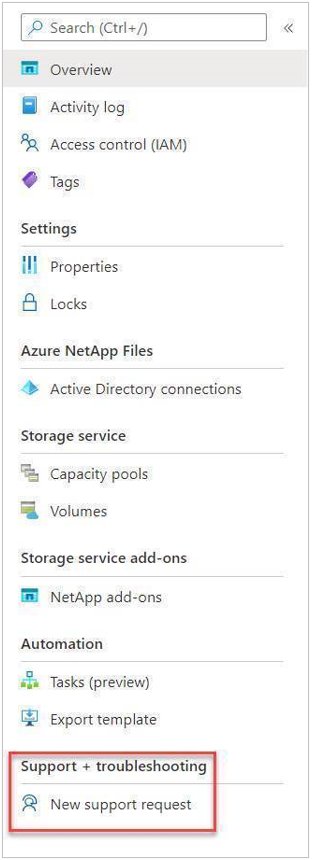 Search (Ctrl+/)
«
Overview
Activity log
Access control (IAM)
Tags
Settings
Properties
Locks
Azure NetApp Files
Active Directory connections
Storage service
Capacity pools
Volumes
Storage service add-ons
NetApp add-ons
Automation
Tasks (preview)
Export template
Support + troubleshooting
New support request